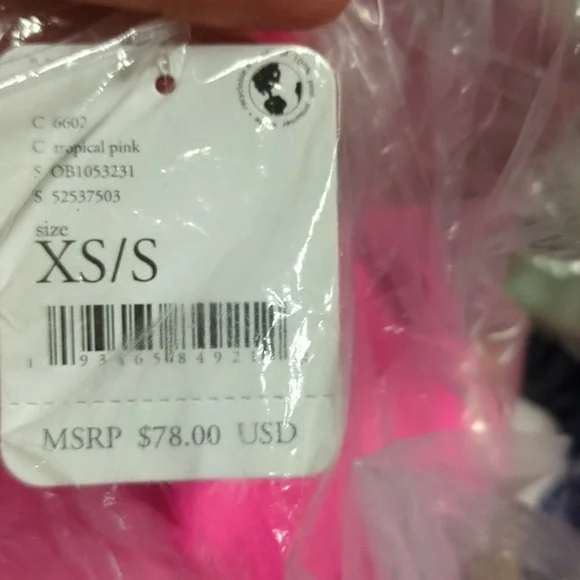 C 6602
C tropical pink
S OB1053231
S 52537503
size
XS/S
MSRP $78.00 USD